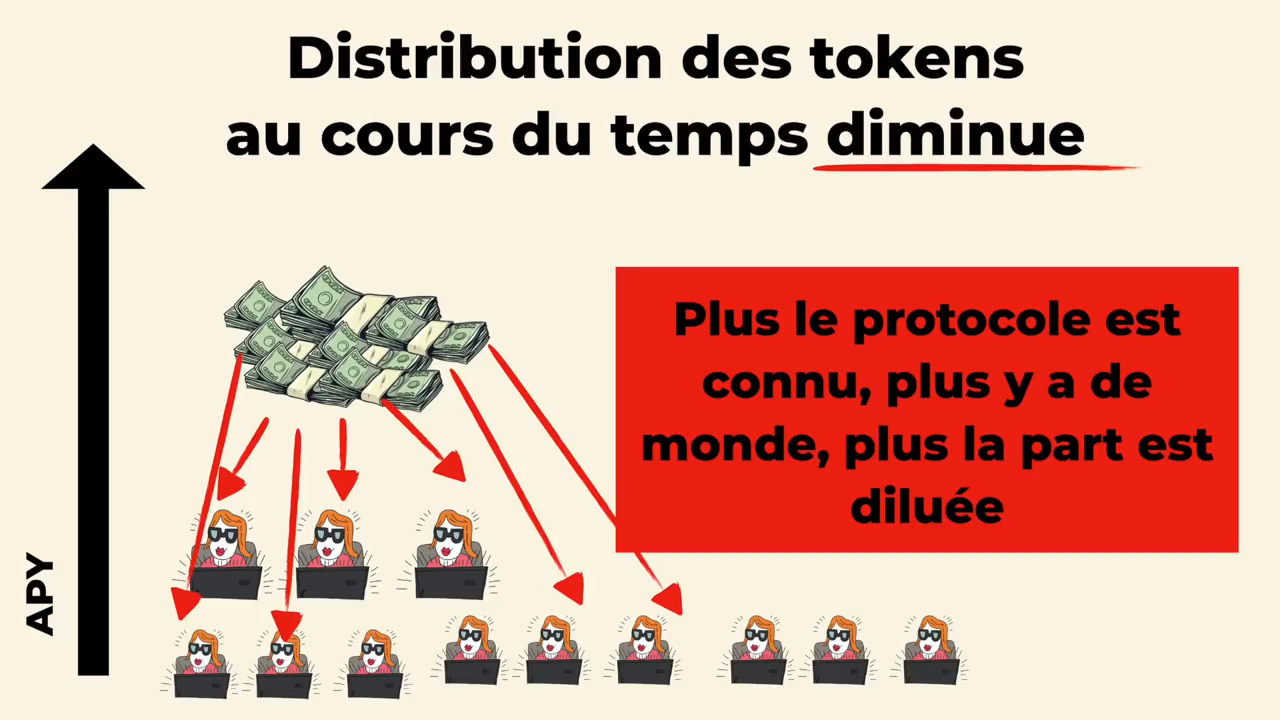 Distribution des tokens
au cours du temps diminue
Plus le protocole est
connu, plus y a de
monde, plus la part est
diluée
APY